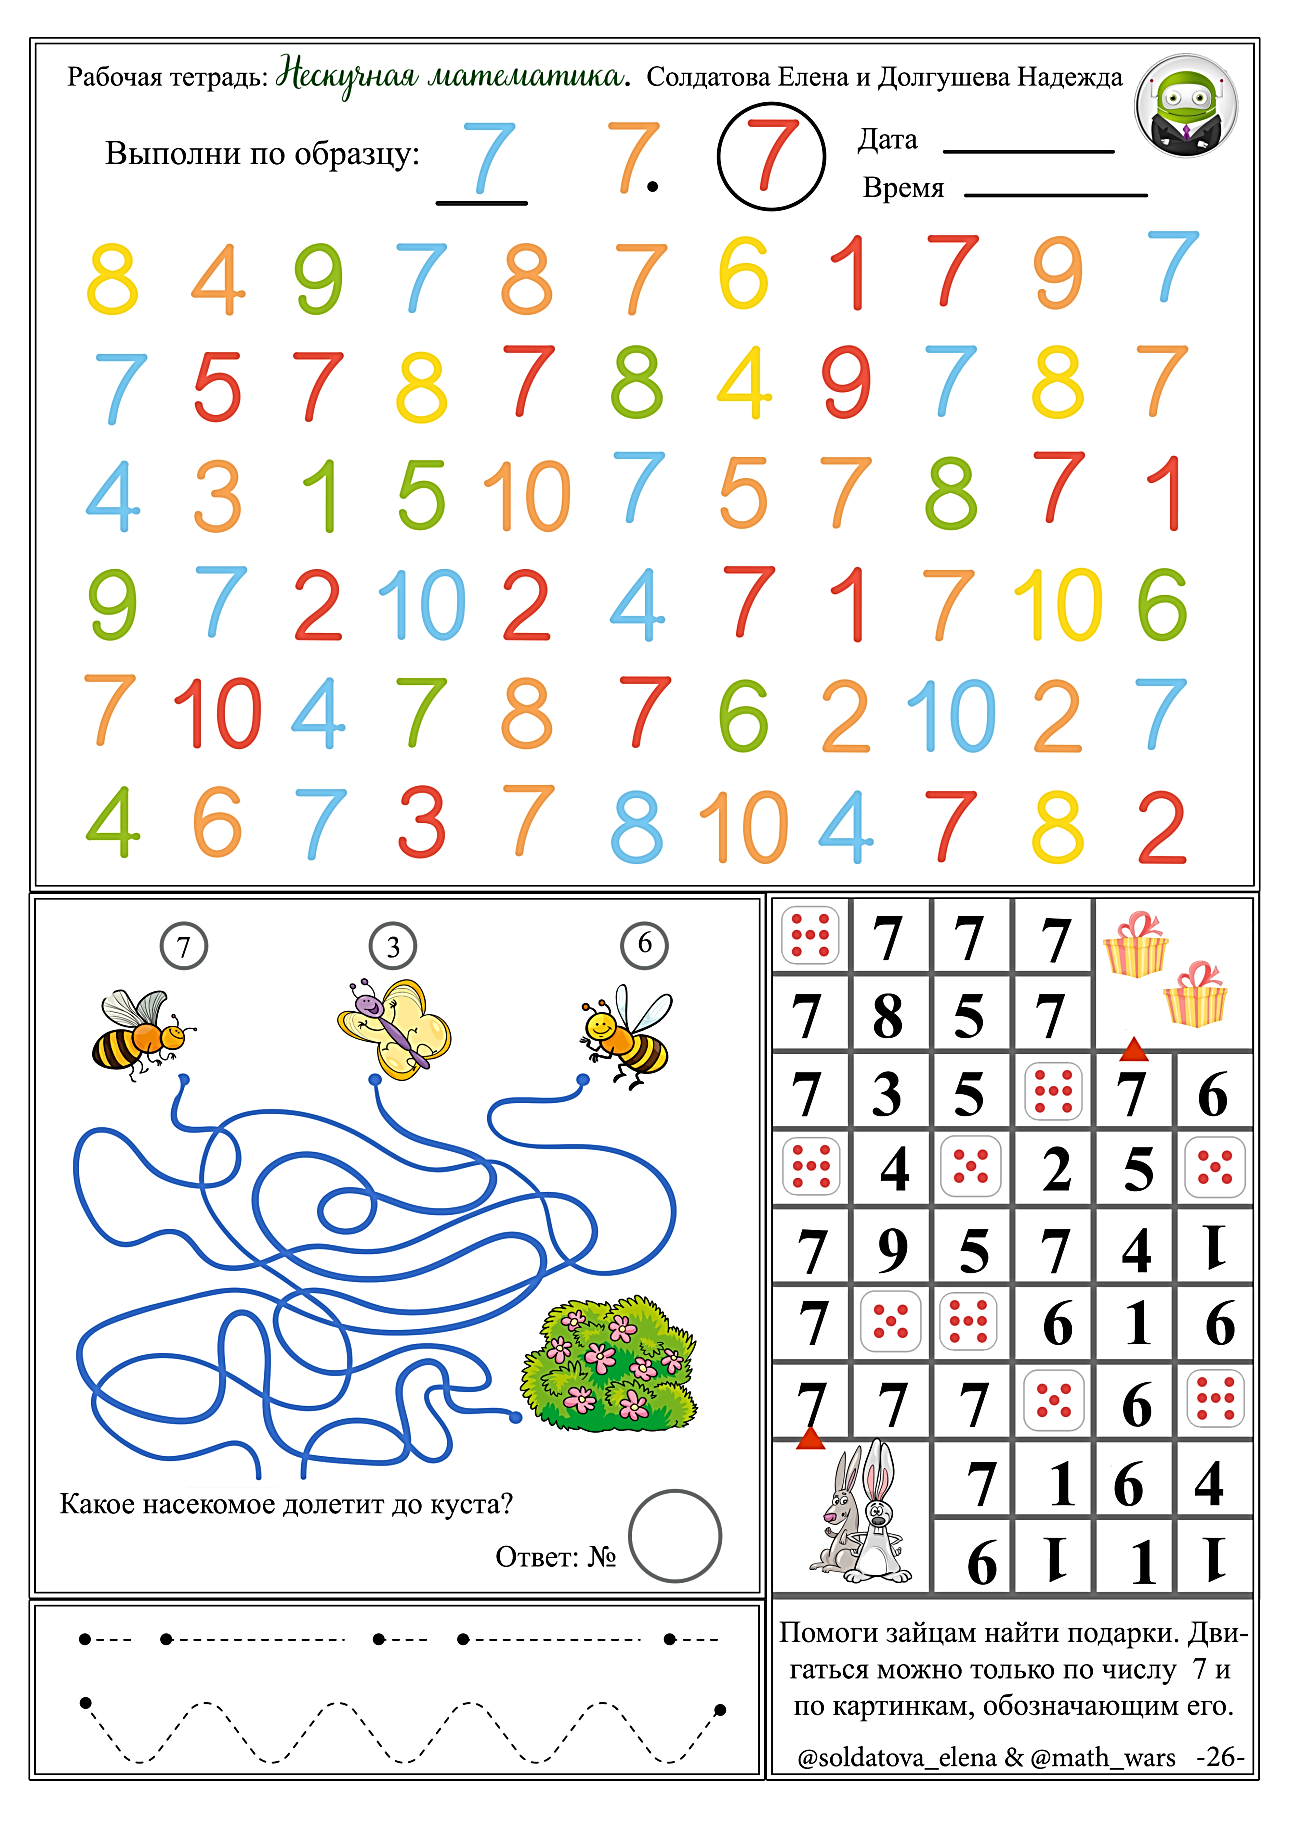 Рабочая тетрадь: Нескучная математика. Солдатова Елена и Долгушева Надежда
Выполни по образцу: 7 7. 7 Дата
Время
8 4 9 7 8 7 6 1 7 9 7
7 5 7 8 7 8 4 9 7 8 7
4 3 1 5 10 7 5 7 8 7 1
9 7 2 10 2 4 7 1 7 10 6
7 10 4 7 8 7 6 2 10 2 7
4 6 7 3 7 8 10 4 7 8 2
7 3 6
Какое насекомое долетит до куста?
Ответ: №
7 7 7
7 8 5 7
7 3 5 7 6
4 2 5
7 9 5 7 4 1
7 6 1 6
7 7 7 6
7 1 6 4
6 1 1 1
Помоги зайцам найти подарки. Дви-
гаться можно только по числу 7 и
по картинкам, обозначающим его.
@soldatova_elena & @math_wars -26-